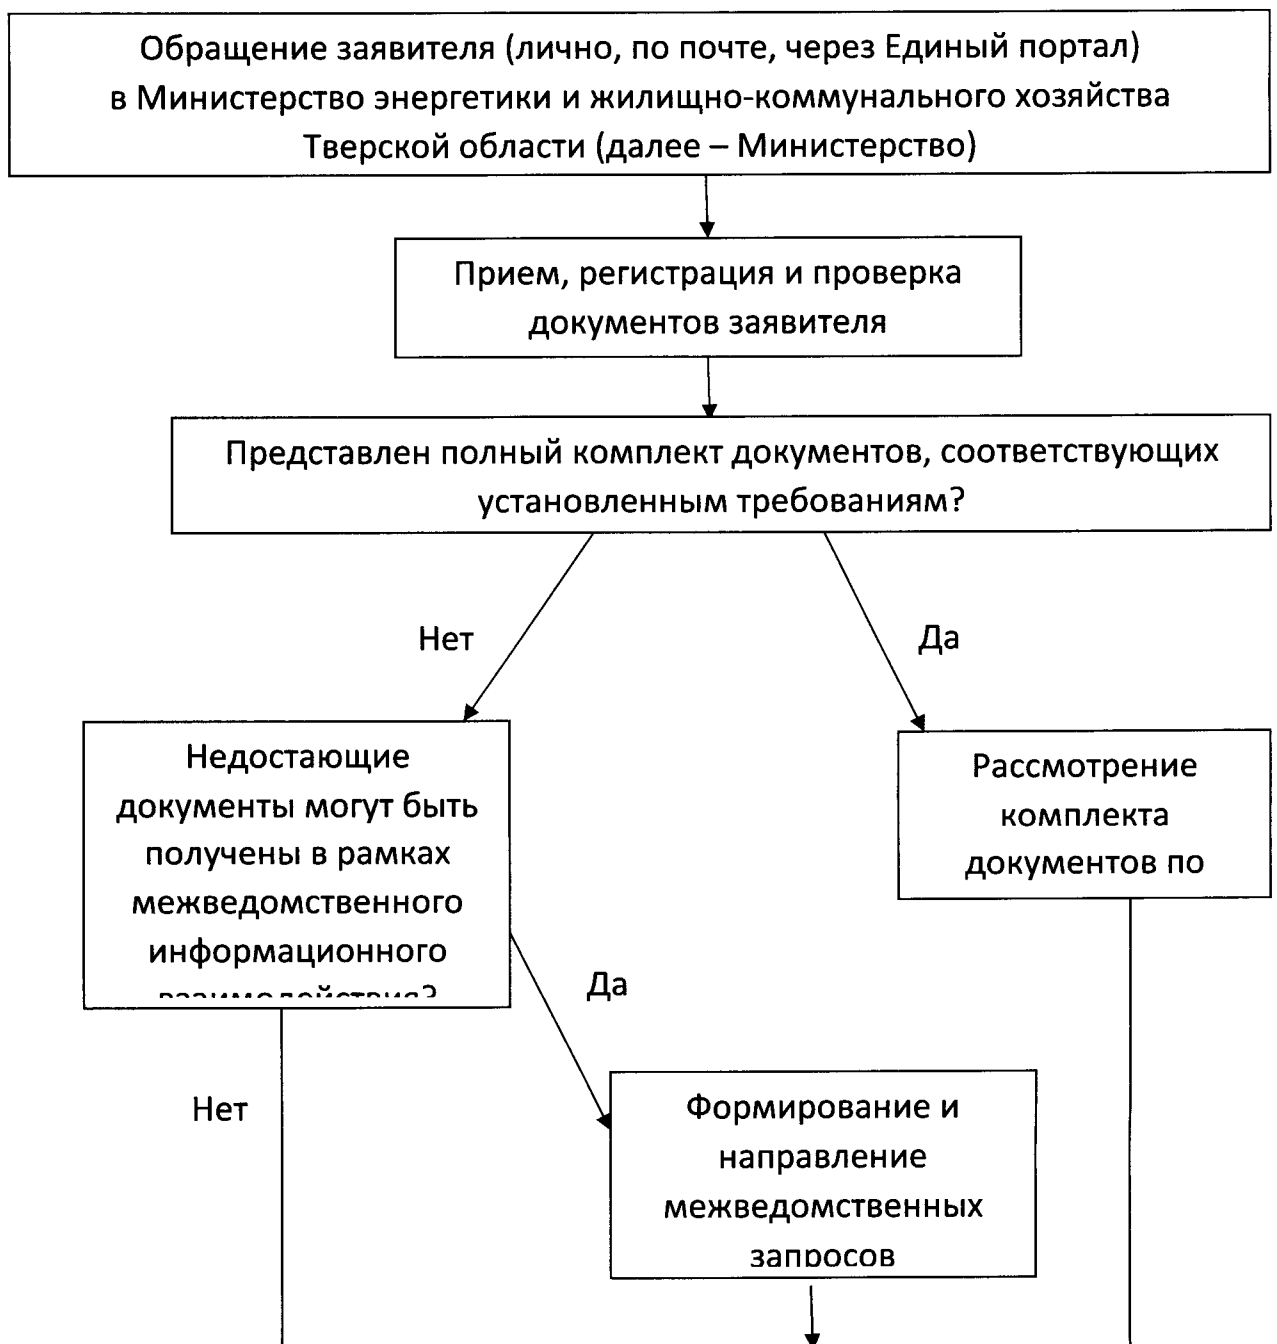 Обращение заявителя (лично, по почте, через Единый портал)
в Министерство энергетики и жилищно-коммунального хозяйства
Тверской области (далее – Министерство)
Прием, регистрация и проверка
документов заявителя
Представлен полный комплект документов, соответствующих
установленным требованиям?
Нет
Да
Недостающие
документы могут быть
получены в рамках
межведомственного
информационного
взаимодействия?
Рассмотрение
комплекта
документов по
Да
Нет
Формирование и
направление
межведомственных
запросов